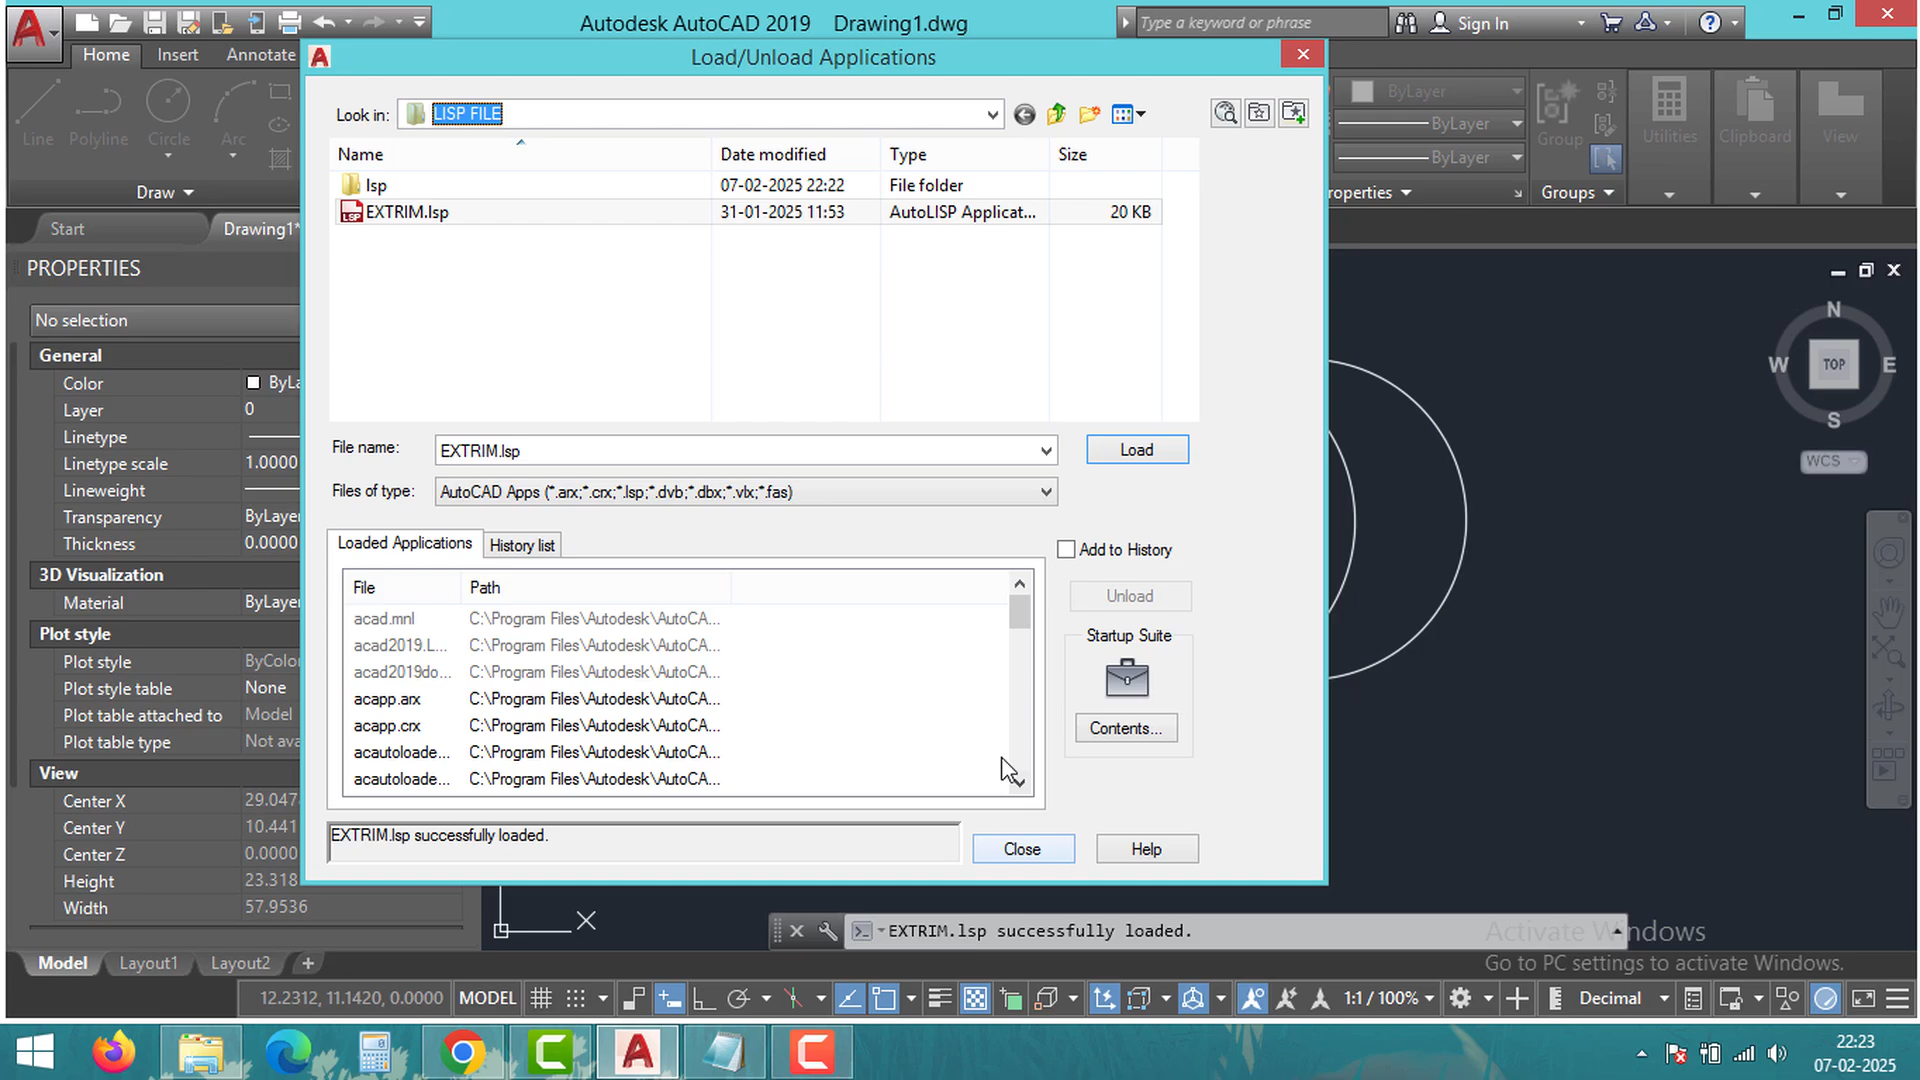 Autodesk AutoCAD 2019 Drawing1.dwg
Type a keyword or phrase
Sign In
Home
Insert
Annotate
Line
Polyline
Circle
Arc
Draw
Load/Unload Applications
Look in:
LISP FILE
Name
Date modified
Type
Size
lsp
07-02-2025 22:22
File folder
EXTRIM.lsp
31-01-2025 11:53
AutoLISP Applicat...
20 KB
File name:
EXTRIM.lsp
Load
Files of type:
AutoCAD Apps (*.arx;*.crx;*.lsp;*.dvb;*.dbx;*.vlx;*.fas)
Loaded Applications
History list
Add to History
File
Path
acad.mnl C:\Program Files\Autodesk\AutoCA...
acad2019.L... C:\Program Files\Autodesk\AutoCA...
acad2019do... C:\Program Files\Autodesk\AutoCA...
acapp.arx C:\Program Files\Autodesk\AutoCA...
acapp.crx C:\Program Files\Autodesk\AutoCA...
acautoloade... C:\Program Files\Autodesk\AutoCA...
acautoloade... C:\Program Files\Autodesk\AutoCA...
Unload
Startup Suite
Contents...
EXTRIM.lsp successfully loaded.
Close
Help
ByLayer
ByLayer
ByLayer
roperties
Group
Groups
Utilities
Clipboard
View
Start
Drawing1*
PROPERTIES
No selection
General
Color ByLa
Layer 0
Linetype
Linetype scale 1.0000
Lineweight
Transparency ByLayer
Thickness 0.0000
3D Visualization
Material ByLayer
Plot style
Plot style ByColor
Plot style table None
Plot table attached to Model
Plot table type Not ava
View
Center X 29.047
Center Y 10.441
Center Z 0.0000
Height 23.318
Width 57.9536
N
W
TOP
E
S
WCS
X
EXTRIM.lsp successfully loaded.
Activate Windows
Go to PC settings to activate Windows.
Model
Layout1
Layout2
12.2312, 11.1420, 0.0000
MODEL
1:1 / 100%
Decimal
22:23
07-02-2025